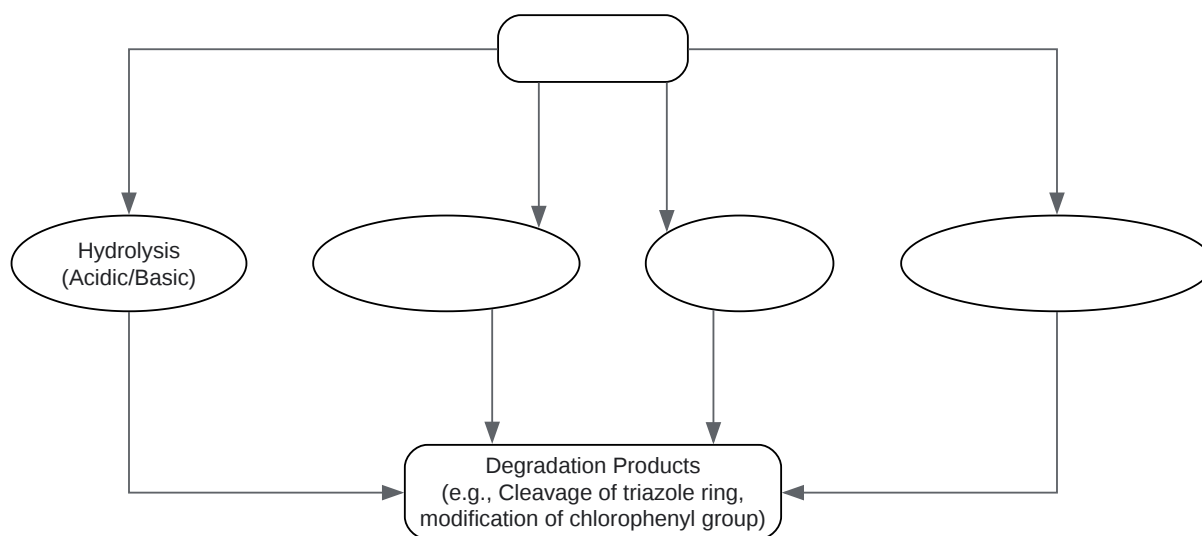 Hydrolysis
(Acidic/Basic)
Degradation Products
(e.g., Cleavage of triazole ring,
modification of chlorophenyl group)